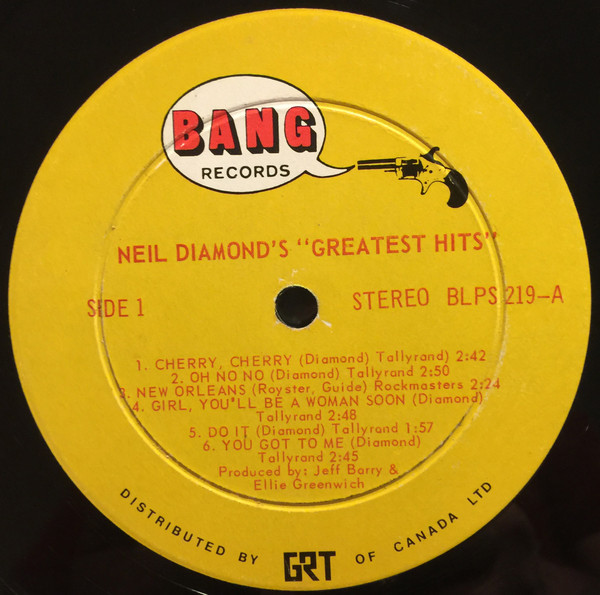 BANG
RECORDS
NEIL DIAMOND'S "GREATEST HITS"
SIDE 1
STEREO BLPS 219-A
1. CHERRY, CHERRY (Diamond) Tallyrand 2:42
2. OH NO NO (Diamond) Tallyrand 2:50
3. NEW ORLEANS (Royster, Guide) Rockmasters 2:24
4. GIRL, YOU'LL BE A WOMAN SOON (Diamond)
Tallyrand 2:48
5. DO IT (Diamond) Tallyrand 1:57
6. YOU GOT TO ME (Diamond)
Tallyrand 2:45
Produced by: Jeff Barry &
Ellie Greenwich
DISTRIBUTED BY GRT OF CANADA LTD